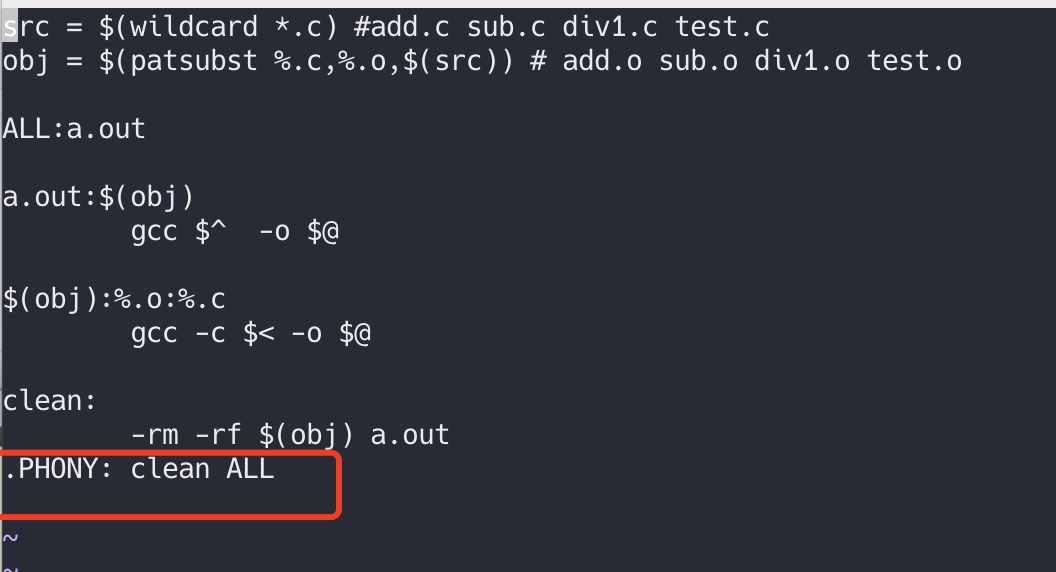 src = $(wildcard *.c) #add.c sub.c div1.c test.c
obj = $(patsubst %.c,%.o,$(src)) # add.o sub.o div1.o test.o
ALL:a.out
a.out:$(obj)
        gcc $^  -o $@
$(obj):%.o:%.c
        gcc -c $< -o $@
clean:
        -rm -rf $(obj) a.out
.PHONY: clean ALL
~
~